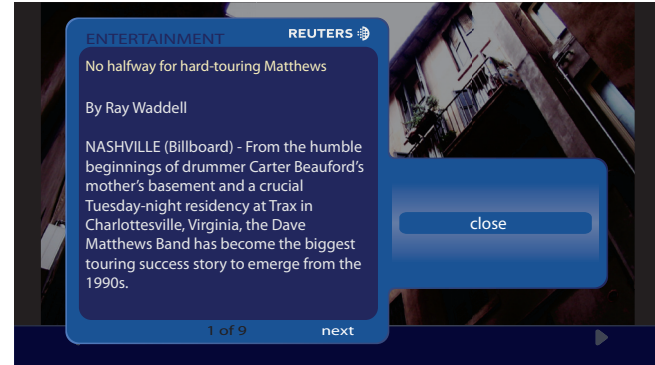 ENTERTAINMENT
REUTERS
No halfway for hard-touring Matthews
By Ray Waddell
NASHVILLE (Billboard) - From the humble
beginnings of drummer Carter Beauford's
mother's basement and a crucial
Tuesday-night residency at Trax in
Charlottesville, Virginia, the Dave
Matthews Band has become the biggest
touring success story to emerge from the
1990s.
close
1 of 9
next